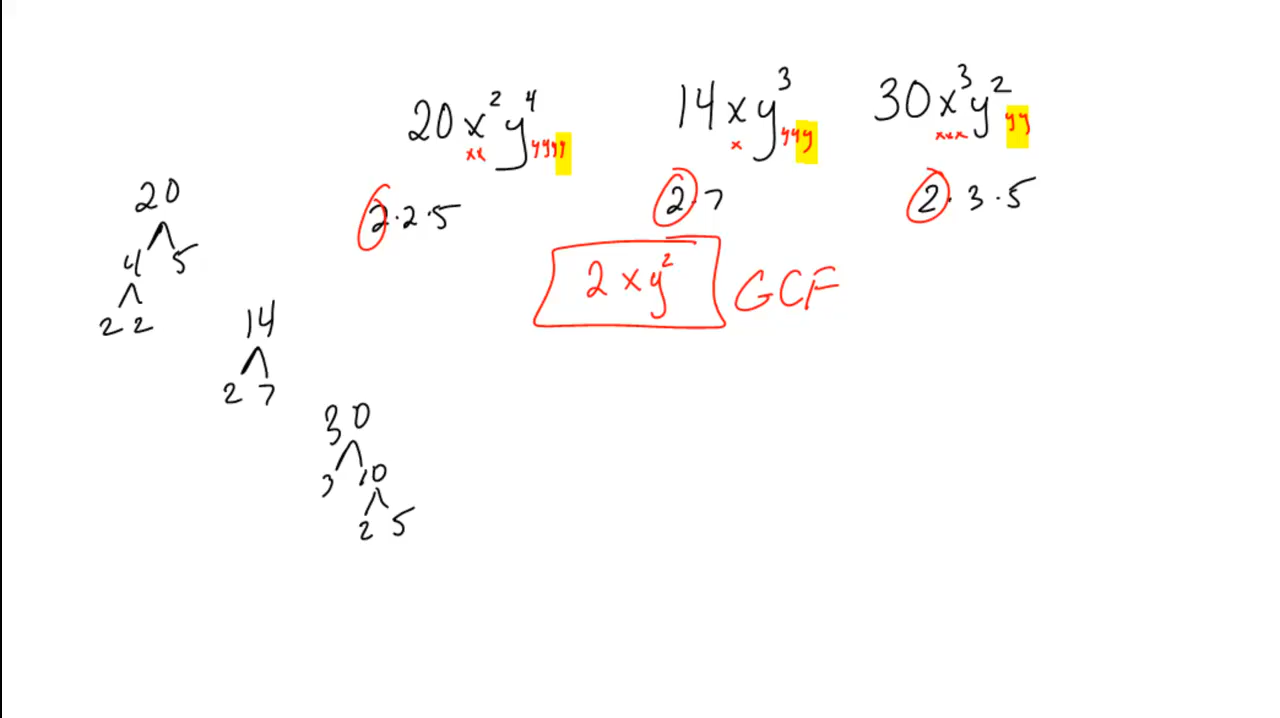 20x²y⁴ 14xy³ 30x³y²
xx yyyy x yyy xxx yy
20 2·2·5 2·7 2·3·5
4 5
2 2
2xy² GCF
14
2 7
30
3 10
2 5